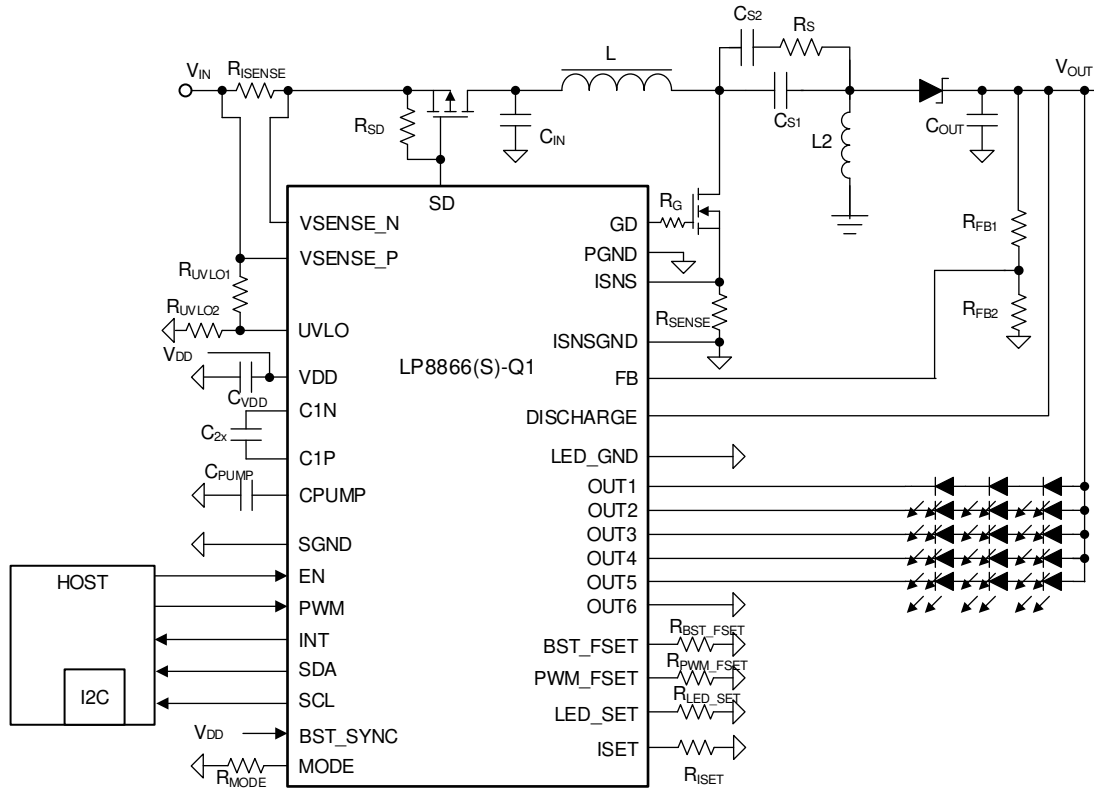 CS2
RS
L
VIN
RISENSE
VOUT
RSD
CIN
CS1
L2
COUT
SD
RG
GD
VSENSE_N
RFB1
PGND
VSENSE_P
ISNS
RUVLO1
RUVLO2
RSENSE
RFB2
UVLO
ISNSGND
VDD
LP8866(S)-Q1
VDD
FB
CVDD
C1N
DISCHARGE
C2x
C1P
LED_GND
CPUMP
CPUMP
OUT1
OUT2
SGND
OUT3
OUT4
HOST
EN
OUT5
PWM
OUT6
RBST_FSET
INT
BST_FSET
RPWM_FSET
SDA
PWM_FSET
RLED_SET
I2C
SCL
LED_SET
VDD
BST_SYNC
ISET
MODE
RMODE
RISET